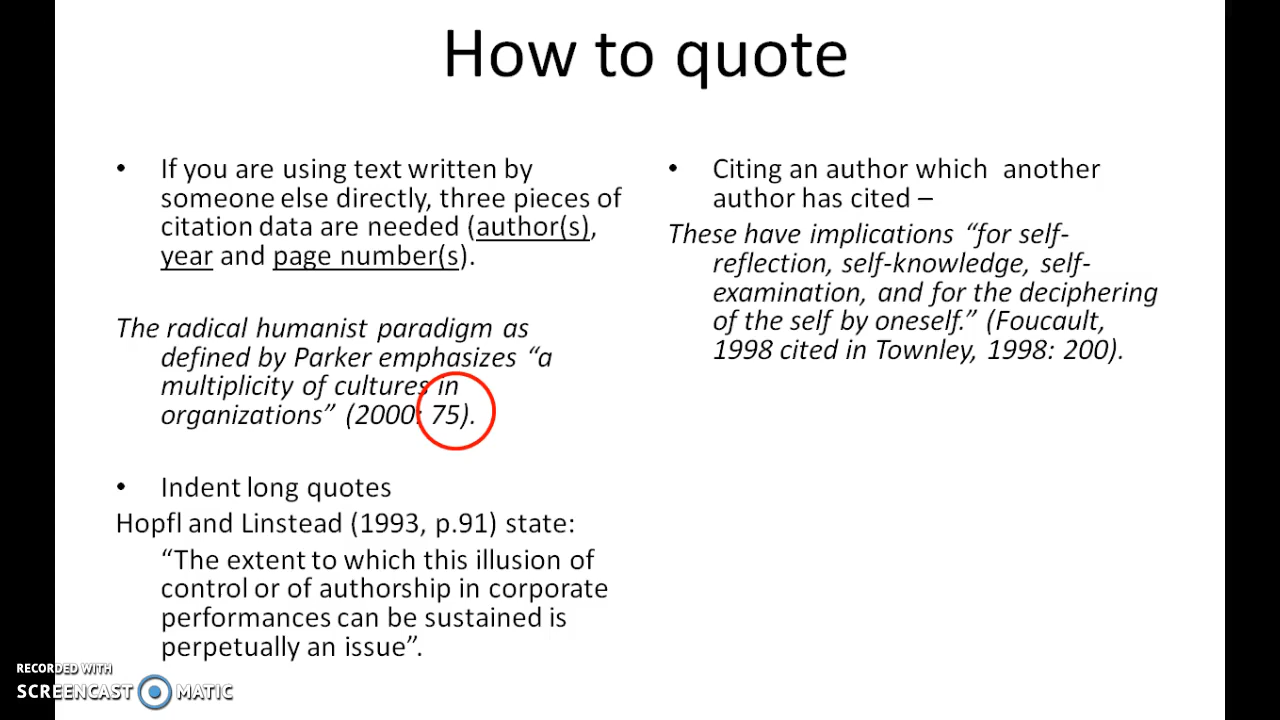 How to quote
• If you are using text written by
someone else directly, three pieces of
citation data are needed (author(s),
year and page number(s).
The radical humanist paradigm as
defined by Parker emphasizes “a
multiplicity of cultures in
organizations” (2000: 75).
• Indent long quotes
Hopfl and Linstead (1993, p.91) state:
“The extent to which this illusion of
control or of authorship in corporate
performances can be sustained is
perpetually an issue”.
• Citing an author which another
author has cited –
These have implications “for self-
reflection, self-knowledge, self-
examination, and for the deciphering
of the self by oneself.” (Foucault,
1998 cited in Townley, 1998: 200).
RECORDED WITH
SCREENCAST MATIC